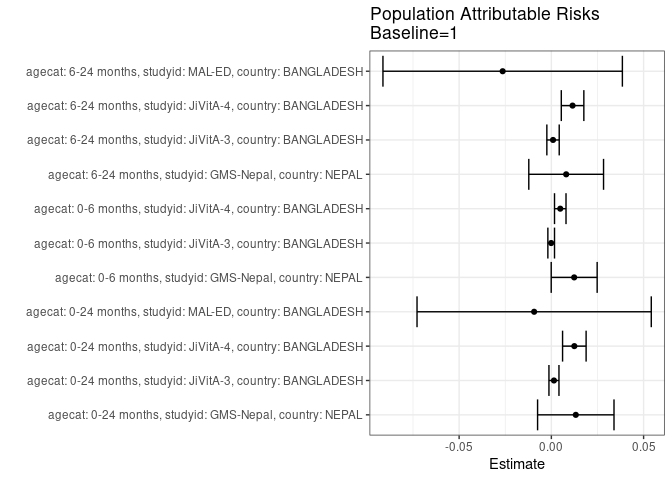 Population Attributable Risks
Baseline=1
agecat: 6-24 months, studyid: MAL-ED, country: BANGLADESH
agecat: 6-24 months, studyid: JiVitA-4, country: BANGLADESH
agecat: 6-24 months, studyid: JiVitA-3, country: BANGLADESH
agecat: 6-24 months, studyid: GMS-Nepal, country: NEPAL
agecat: 0-6 months, studyid: JiVitA-4, country: BANGLADESH
agecat: 0-6 months, studyid: JiVitA-3, country: BANGLADESH
agecat: 0-6 months, studyid: GMS-Nepal, country: NEPAL
agecat: 0-24 months, studyid: MAL-ED, country: BANGLADESH
agecat: 0-24 months, studyid: JiVitA-4, country: BANGLADESH
agecat: 0-24 months, studyid: JiVitA-3, country: BANGLADESH
agecat: 0-24 months, studyid: GMS-Nepal, country: NEPAL
-0.05 0.00 0.05
Estimate